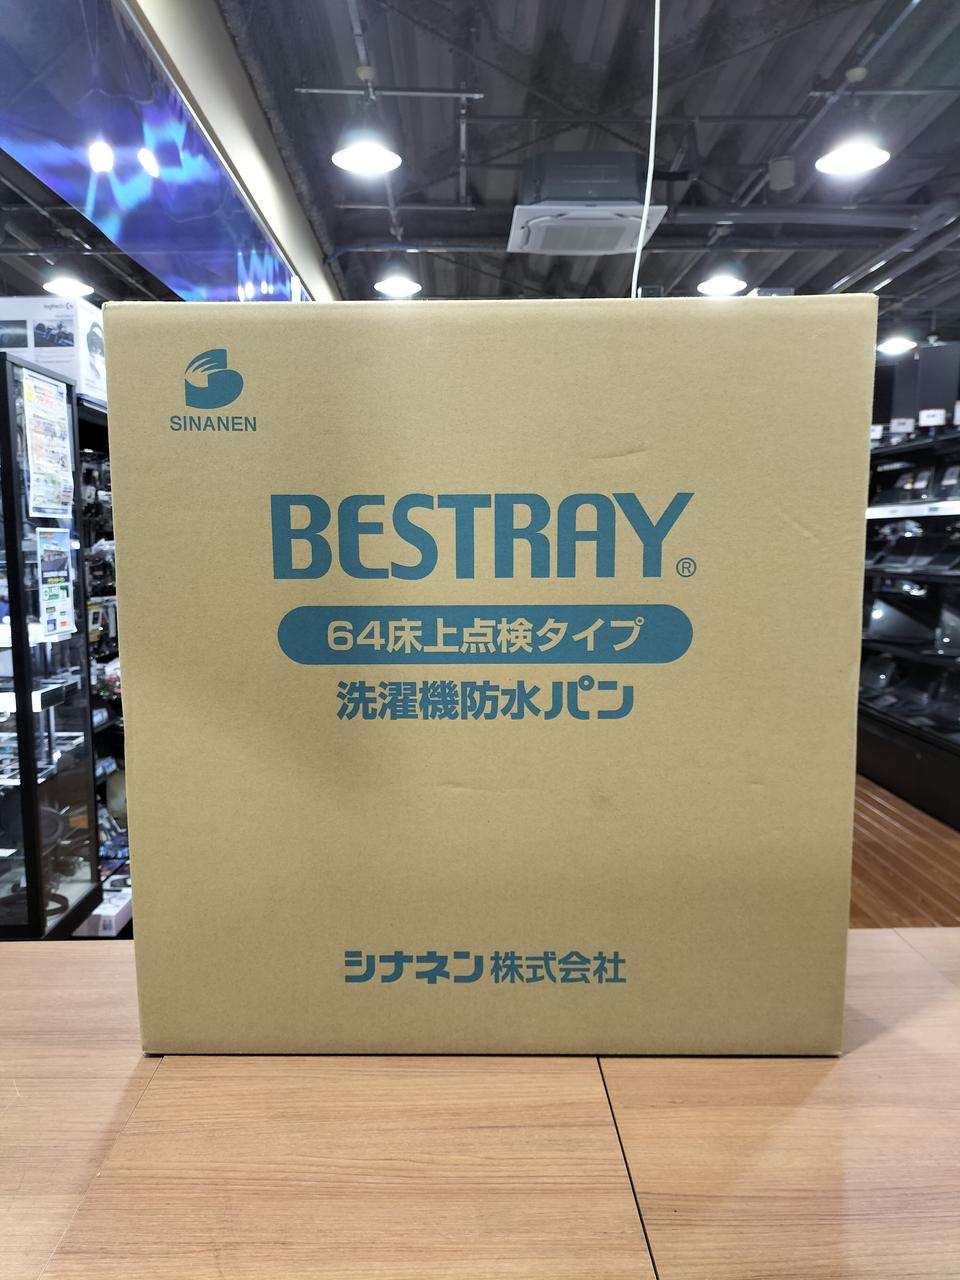 logitech G
SINANEN
BESTRAY®
64床上点検タイプ
洗濯機防水パン
シナネン株式会社